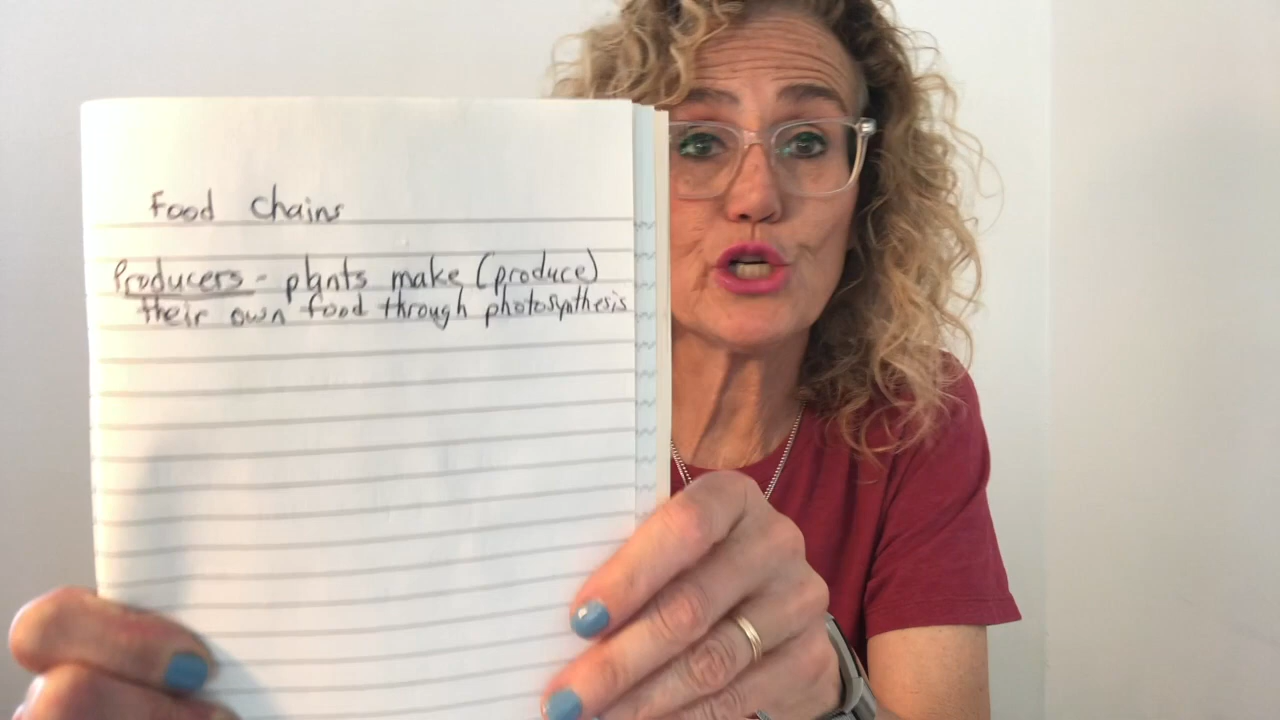 Food Chains
Producers - plants make (produce)
their own food through photosynthesis